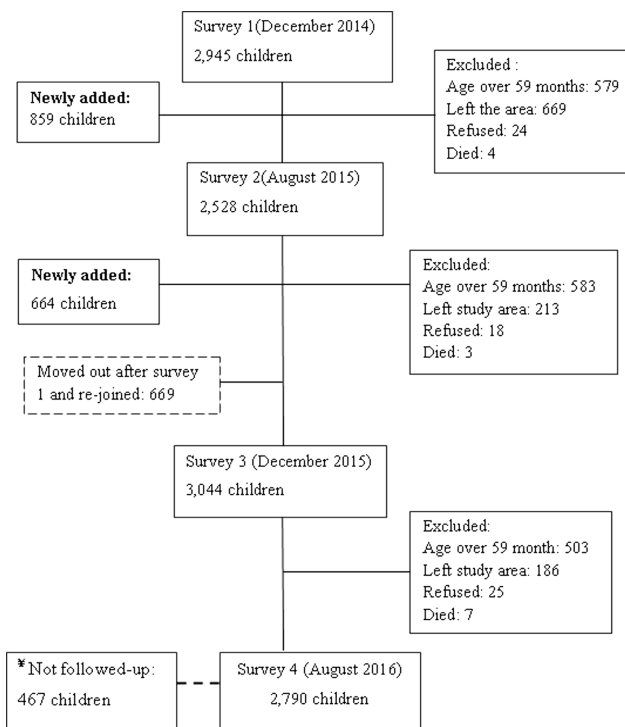 Survey 1(December 2014)
2,945 children
Newly added:
859 children
Excluded :
Age over 59 months: 579
Left the area: 669
Refused: 24
Died: 4
Survey 2(August 2015)
2,528 children
Newly added:
664 children
Excluded:
Age over 59 months: 583
Left study area: 213
Refused: 18
Died: 3
Moved out after survey
1 and re-joined: 669
Survey 3 (December 2015)
3,044 children
Excluded:
Age over 59 month: 503
Left study area: 186
Refused: 25
Died: 7
¥ Not followed-up:
467 children
Survey 4 (August 2016)
2,790 children